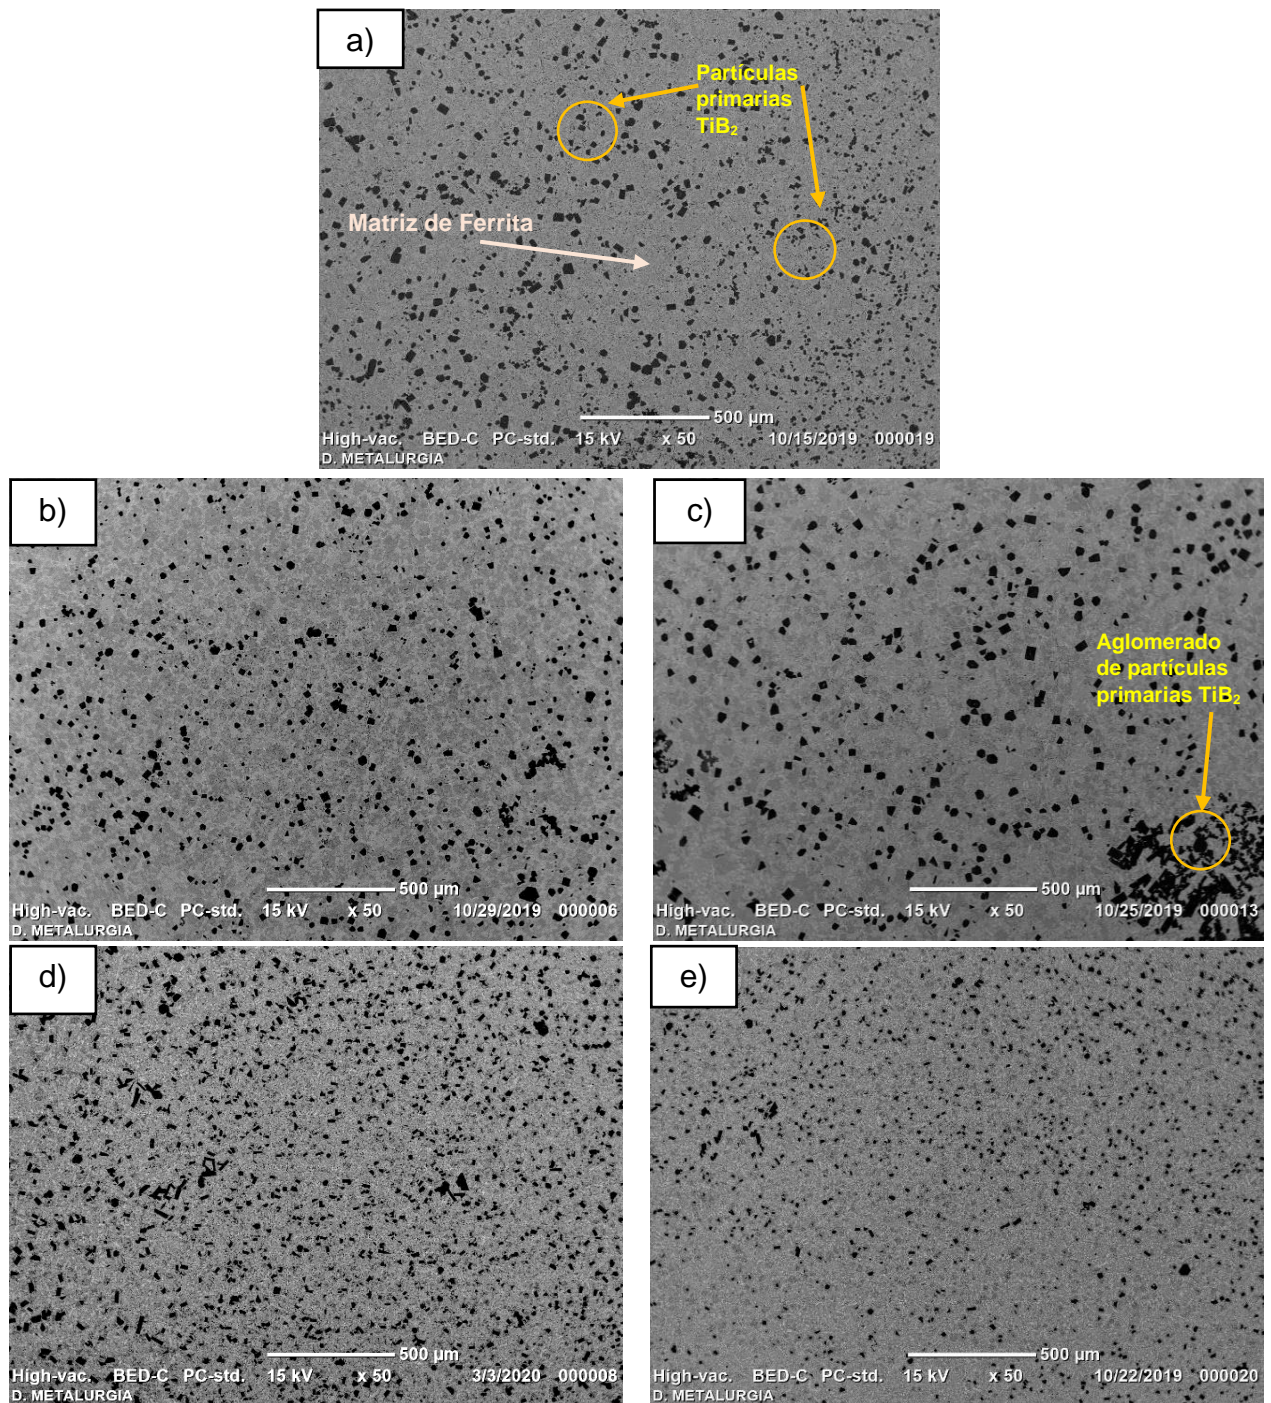 a)
Partículas
primarias
TiB₂
Matriz de Ferrita
500 µm
High-vac. BED-C PC-std. 15 kV x 50 10/15/2019 000019
D. METALURGIA
b)
500 µm
High-vac. BED-C PC-std. 15 kV x 50 10/29/2019 000006
D. METALURGIA
c)
Aglomerado
de partículas
primarias TiB₂
500 µm
High-vac. BED-C PC-std. 15 kV x 50 10/25/2019 000013
D. METALURGIA
d)
500 µm
High-vac. BED-C PC-std. 15 kV x 50 3/3/2020 000008
D. METALURGIA
e)
500 µm
High-vac. BED-C PC-std. 15 kV x 50 10/22/2019 000020
D. METALURGIA